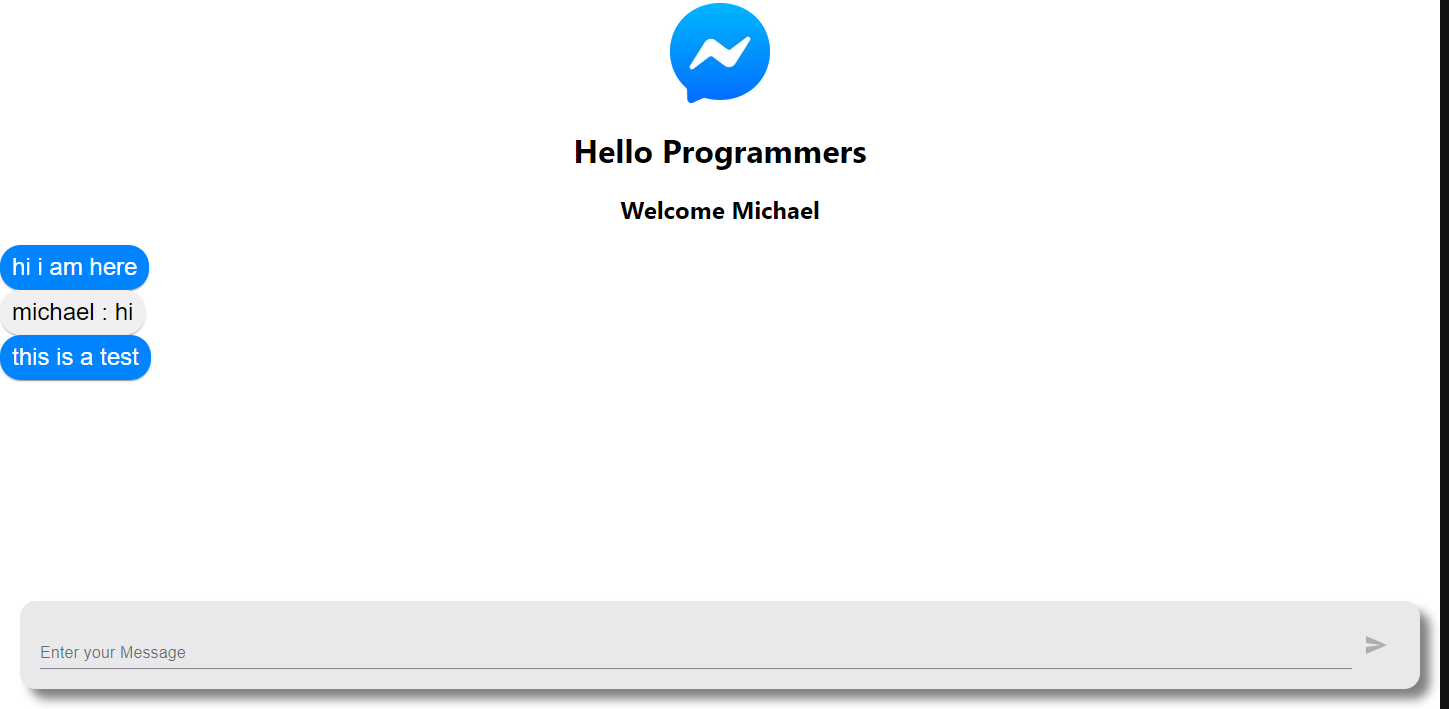 Hello Programmers
Welcome Michael
hi i am here
michael : hi
this is a test
Enter your Message